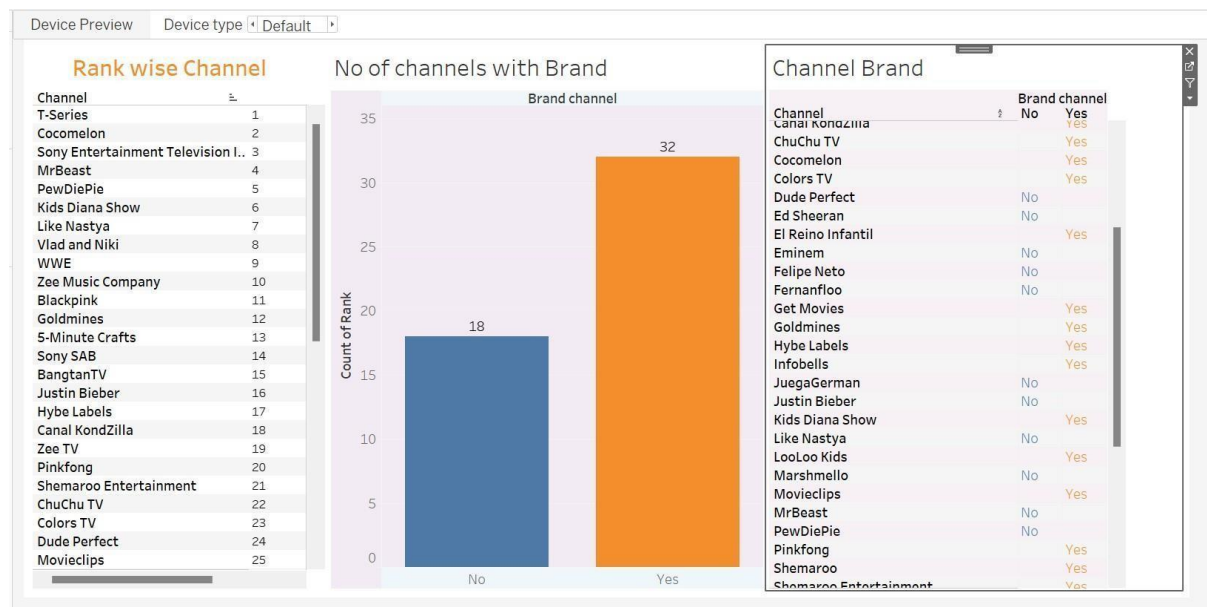 Device Preview Device type Default
Rank wise Channel
Channel
T-Series 1
Cocomelon 2
Sony Entertainment Television I.. 3
MrBeast 4
PewDiePie 5
Kids Diana Show 6
Like Nastya 7
Vlad and Niki 8
WWE 9
Zee Music Company 10
Blackpink 11
Goldmines 12
5-Minute Crafts 13
Sony SAB 14
BangtanTV 15
Justin Bieber 16
Hybe Labels 17
Canal KondZilla 18
Zee TV 19
Pinkfong 20
Shemaroo Entertainment 21
ChuChu TV 22
Colors TV 23
Dude Perfect 24
Movieclips 25
No of channels with Brand
Brand channel
Count of Rank
35
30
25
20
15
10
5
0
18
32
No Yes
Channel Brand
Brand channel
Channel No Yes
Canal KondZilla Yes
ChuChu TV Yes
Cocomelon Yes
Colors TV Yes
Dude Perfect No
Ed Sheeran No
El Reino Infantil Yes
Eminem No
Felipe Neto No
Fernanfloo No
Get Movies Yes
Goldmines Yes
Hybe Labels Yes
Infobells Yes
JuegaGerman No
Justin Bieber No
Kids Diana Show Yes
Like Nastya No
LooLoo Kids Yes
Marshmello No
Movieclips Yes
MrBeast No
PewDiePie No
Pinkfong Yes
Shemaroo Yes
Shemaroo Entertainment Yes